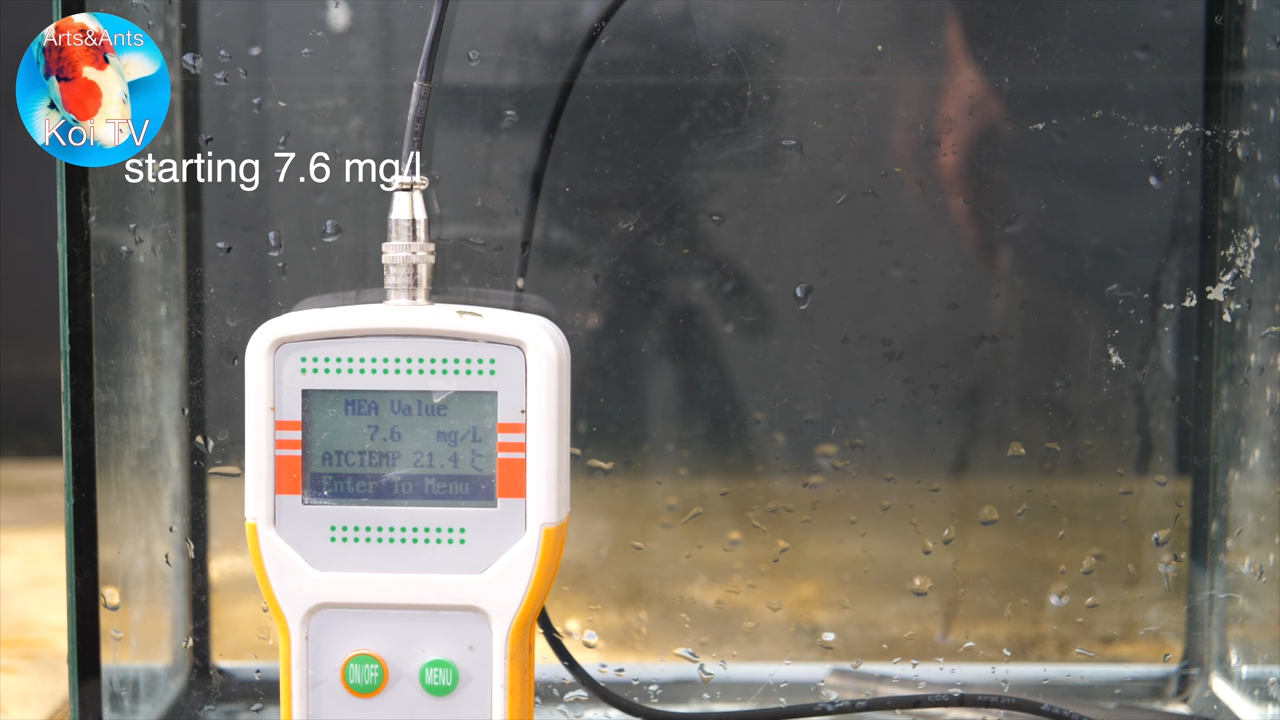 Arts&Ants
Koi TV
starting 7.6 mg/l
MEA Value
7.6 mg/L
ATCTEMP 21.4 ℃
Enter To Menu
ON/OFF
MENU